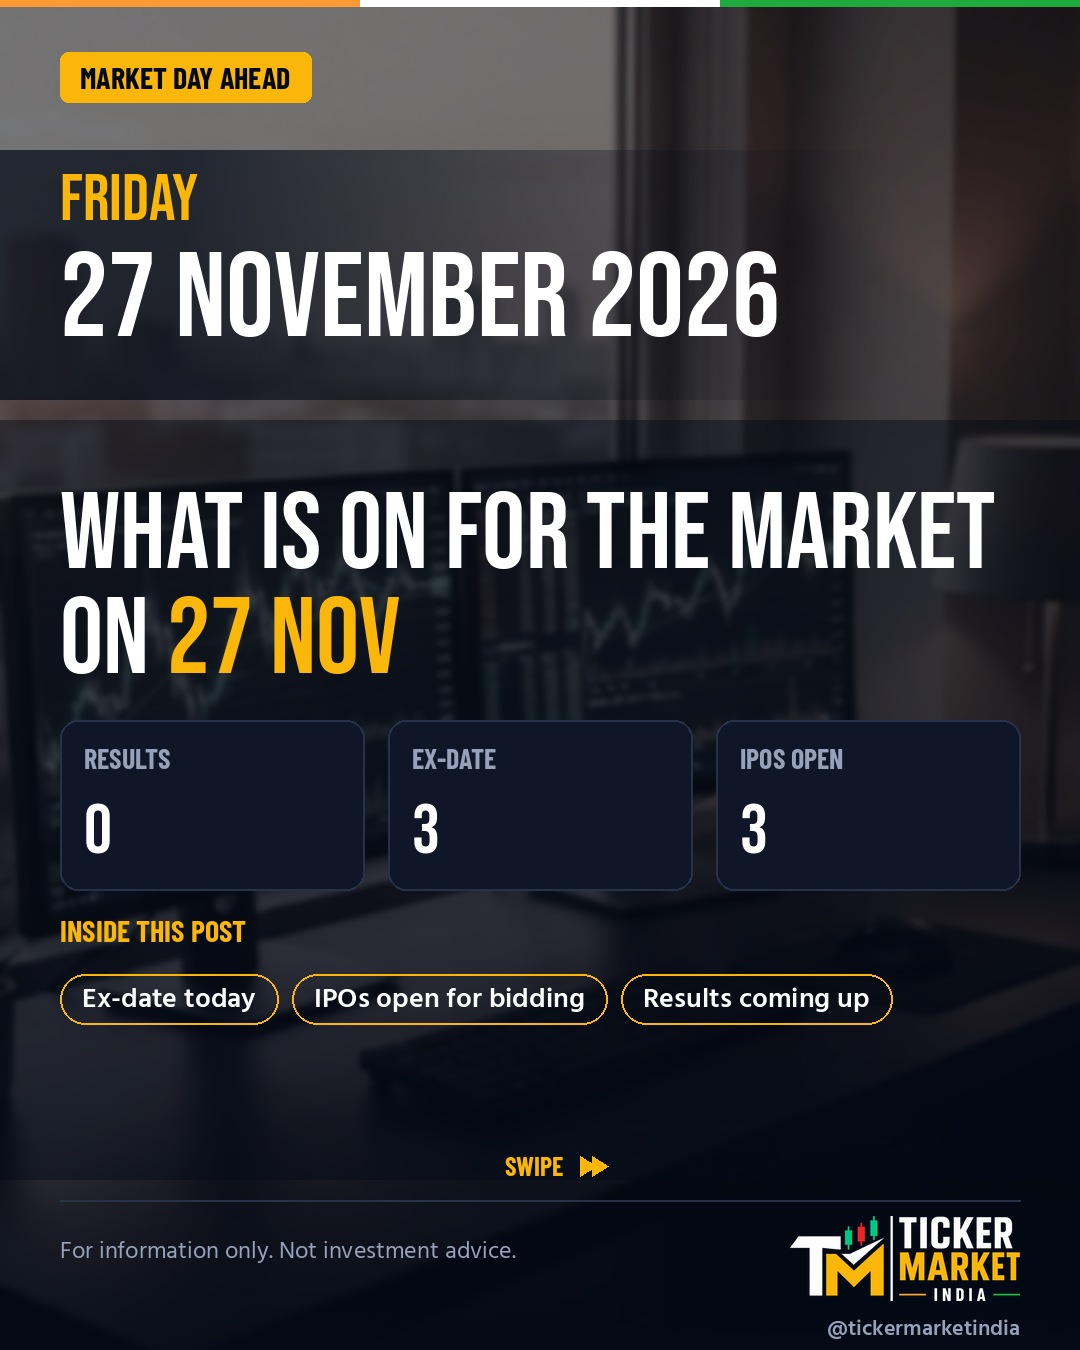 MARKET DAY AHEAD
FRIDAY
27 NOVEMBER 2026
WHAT IS ON FOR THE MARKET
ON 27 NOV
RESULTS
0
EX-DATE
3
IPOS OPEN
3
INSIDE THIS POST
Ex-date today
IPOs open for bidding
Results coming up
SWIPE
For information only. Not investment advice.
TM
TICKER
MARKET
INDIA
@tickermarketindia